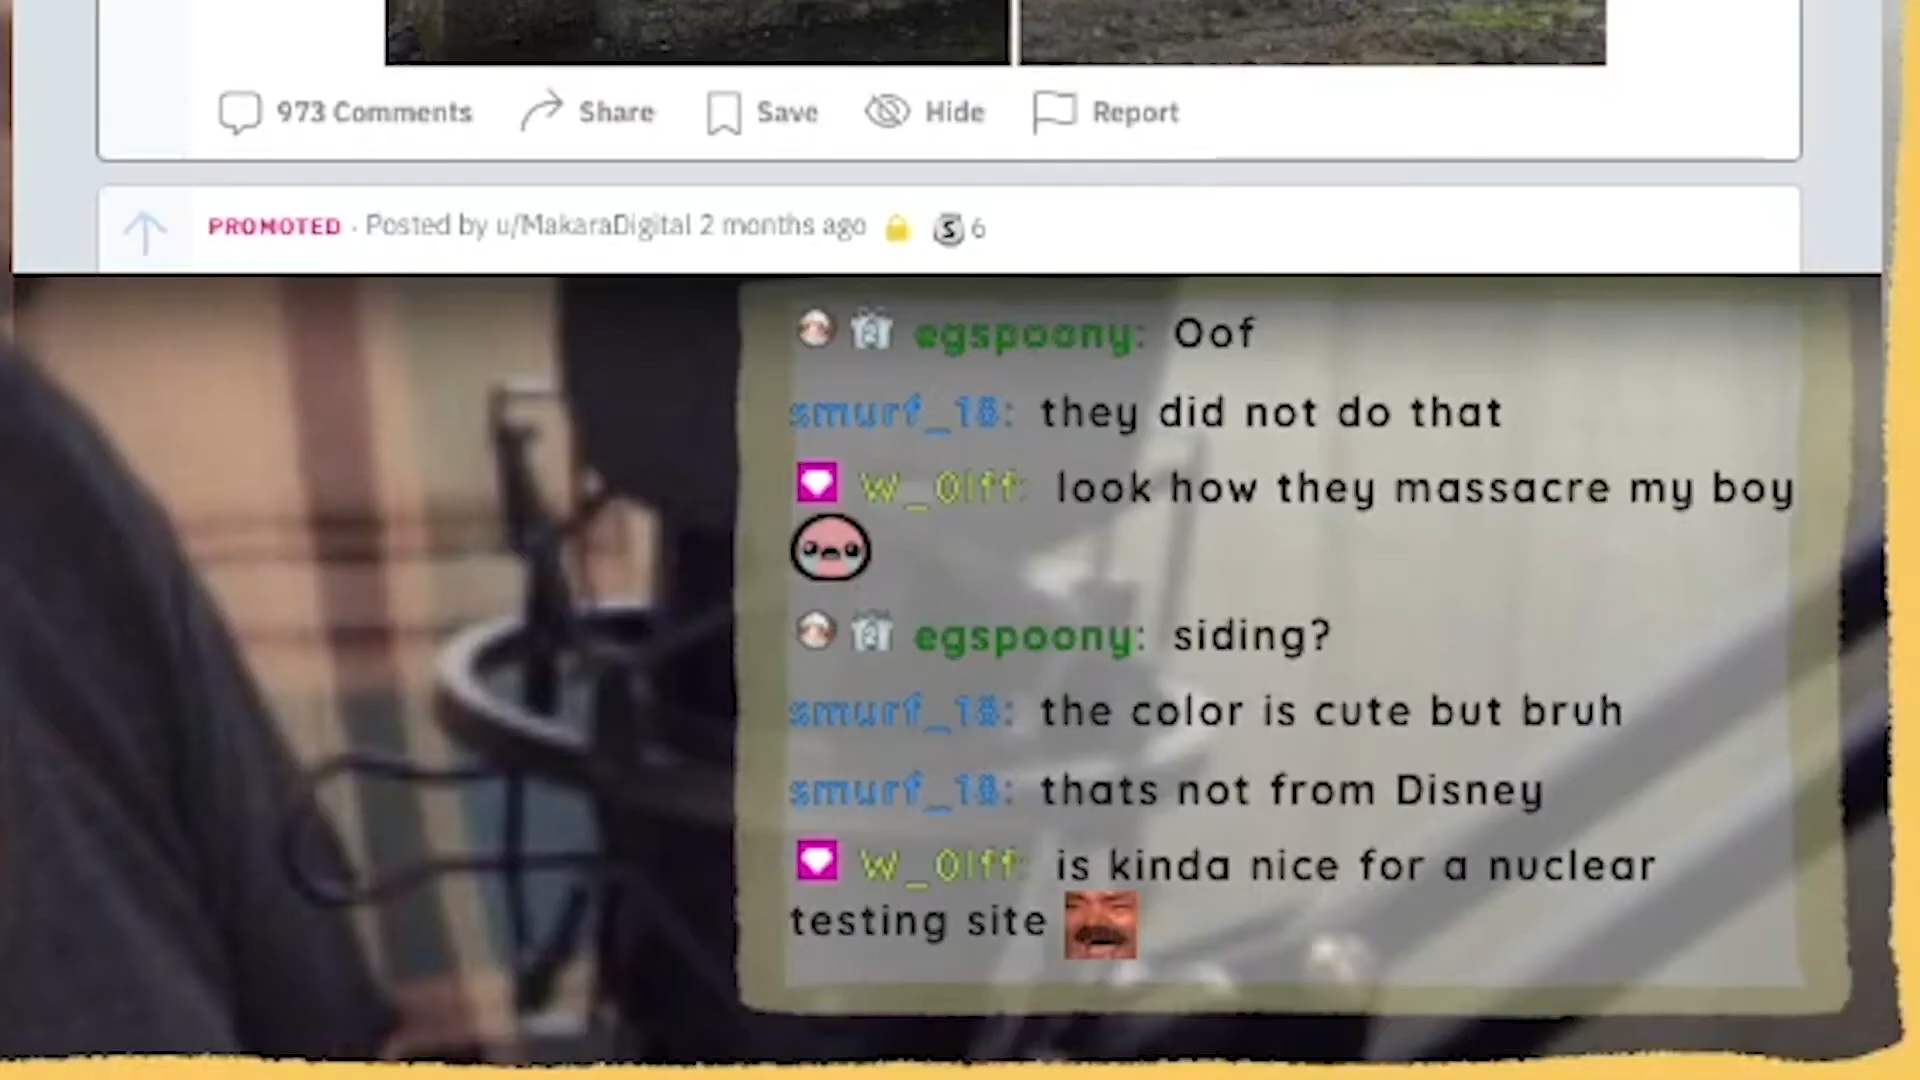 973 Comments Share Save Hide Report
PROMOTED · Posted by u/MakaraDigital 2 months ago 6
egspoony: Oof
smurf_18: they did not do that
W_0lff: look how they massacre my boy
egspoony: siding?
smurf_18: the color is cute but bruh
smurf_18: thats not from Disney
W_0lff: is kinda nice for a nuclear
testing site